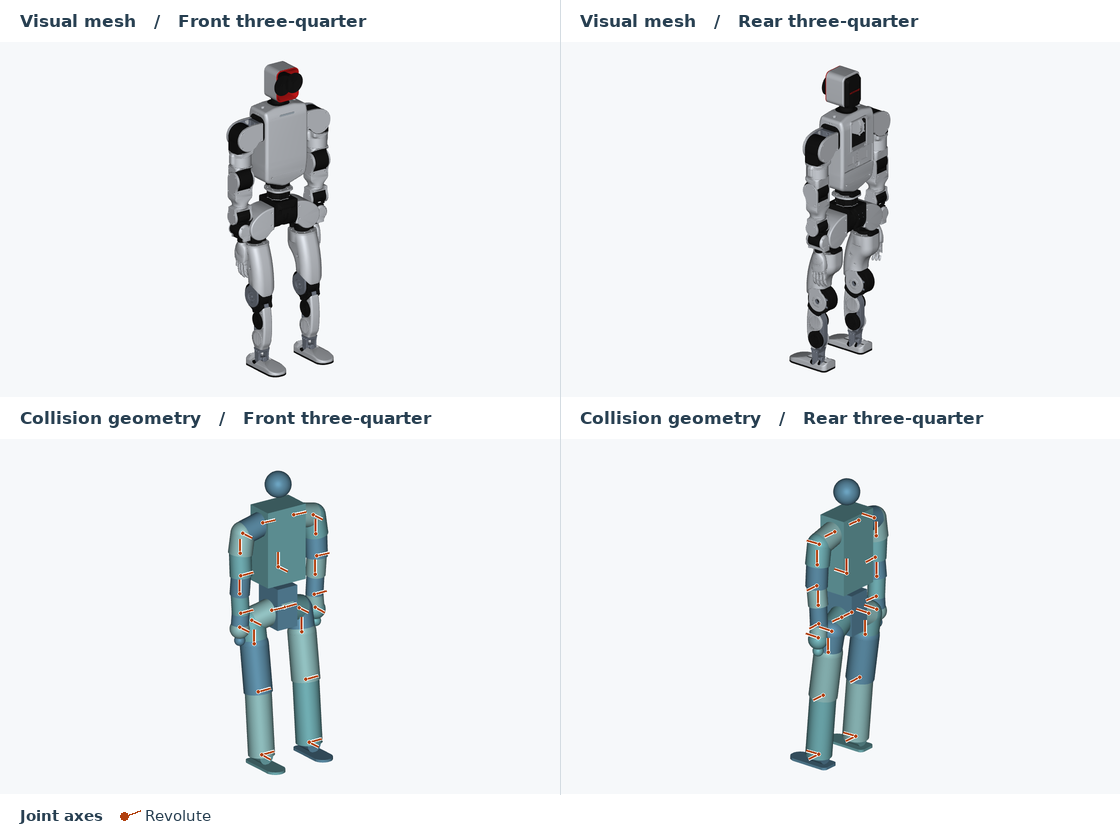 Visual mesh / Front three-quarter
Visual mesh / Rear three-quarter
Collision geometry / Front three-quarter
Collision geometry / Rear three-quarter
Joint axes Revolute